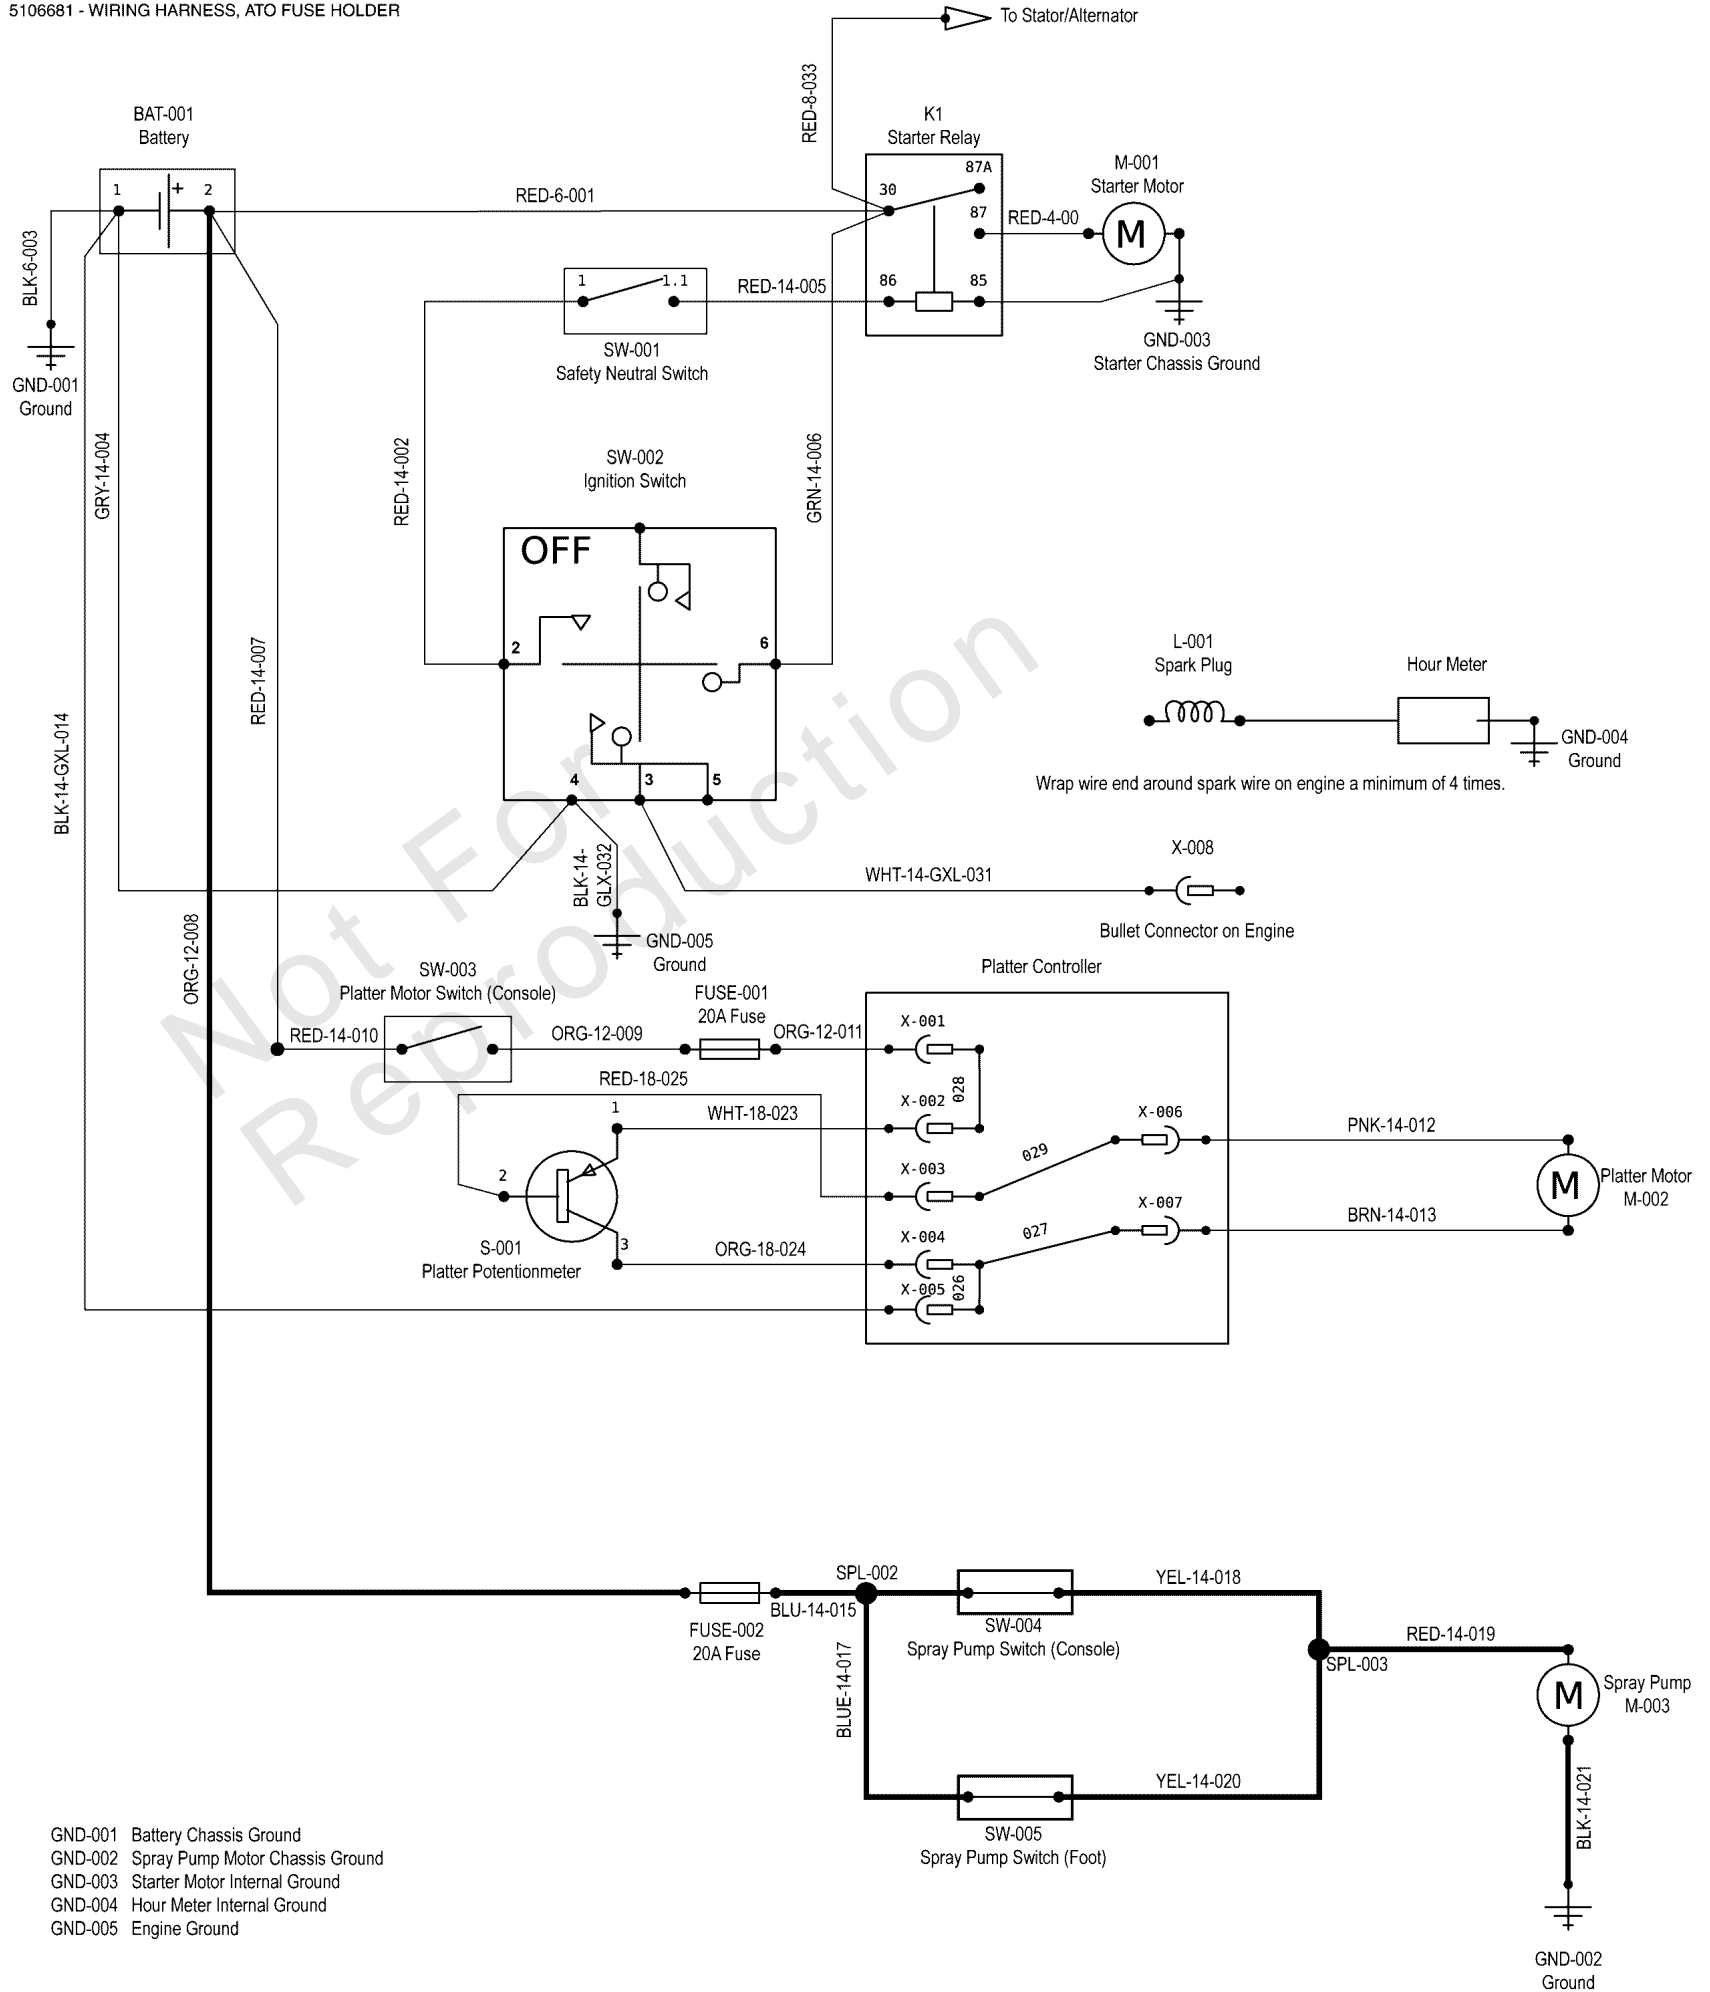 5106681 - WIRING HARNESS, ATO FUSE HOLDER
To Stator/Alternator
RED-8-033
BAT-001
Battery
1
+
2
BLK-6-003
GND-001
Ground
RED-6-001
K1
Starter Relay
87A
30
87
86
85
RED-4-00
M-001
Starter Motor
M
GND-003
Starter Chassis Ground
1
1.1
RED-14-005
SW-001
Safety Neutral Switch
GRY-14-004
RED-14-002
GRN-14-006
SW-002
Ignition Switch
OFF
2
6
4
3
5
BLK-14-GXL-014
RED-14-007
L-001
Spark Plug
Hour Meter
GND-004
Ground
Wrap wire end around spark wire on engine a minimum of 4 times.
BLK-14-
GLX-032
GND-005
Ground
WHT-14-GXL-031
X-008
Bullet Connector on Engine
ORG-12-008
SW-003
Platter Motor Switch (Console)
RED-14-010
ORG-12-009
FUSE-001
20A Fuse
ORG-12-011
Platter Controller
X-001
028
X-002
X-003
029
X-004
027
X-005
026
X-006
X-007
RED-18-025
WHT-18-023
1
2
3
S-001
Platter Potentionmeter
ORG-18-024
PNK-14-012
M
Platter Motor
M-002
BRN-14-013
Not For
Reproduction
FUSE-002
20A Fuse
BLU-14-015
SPL-002
BLUE-14-017
SW-004
Spray Pump Switch (Console)
YEL-14-018
SPL-003
RED-14-019
M
Spray Pump
M-003
SW-005
Spray Pump Switch (Foot)
YEL-14-020
BLK-14-021
GND-002
Ground
GND-001 Battery Chassis Ground
GND-002 Spray Pump Motor Chassis Ground
GND-003 Starter Motor Internal Ground
GND-004 Hour Meter Internal Ground
GND-005 Engine Ground